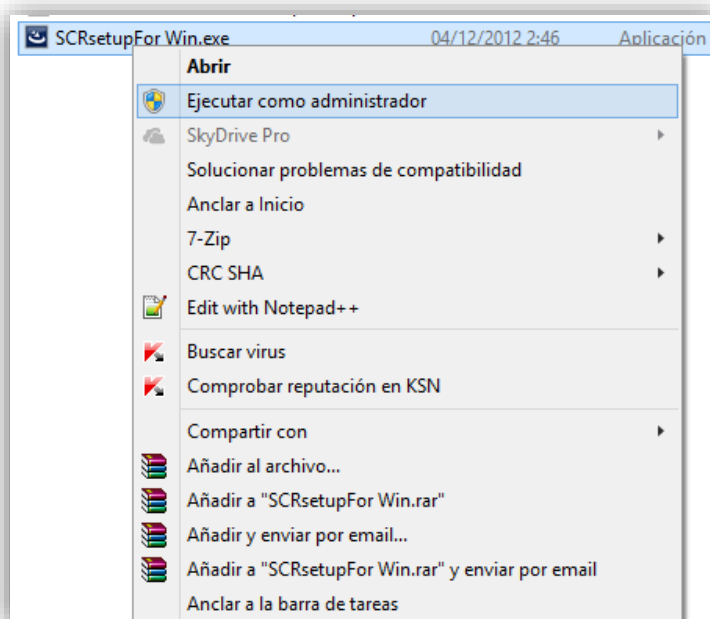 SCRsetupFor Win.exe 04/12/2012 2:46 Aplicación
Abrir
Ejecutar como administrador
SkyDrive Pro
Solucionar problemas de compatibilidad
Anclar a Inicio
7-Zip
CRC SHA
Edit with Notepad++
Buscar virus
Comprobar reputación en KSN
Compartir con
Añadir al archivo...
Añadir a "SCRsetupFor Win.rar"
Añadir y enviar por email...
Añadir a "SCRsetupFor Win.rar" y enviar por email
Anclar a la barra de tareas